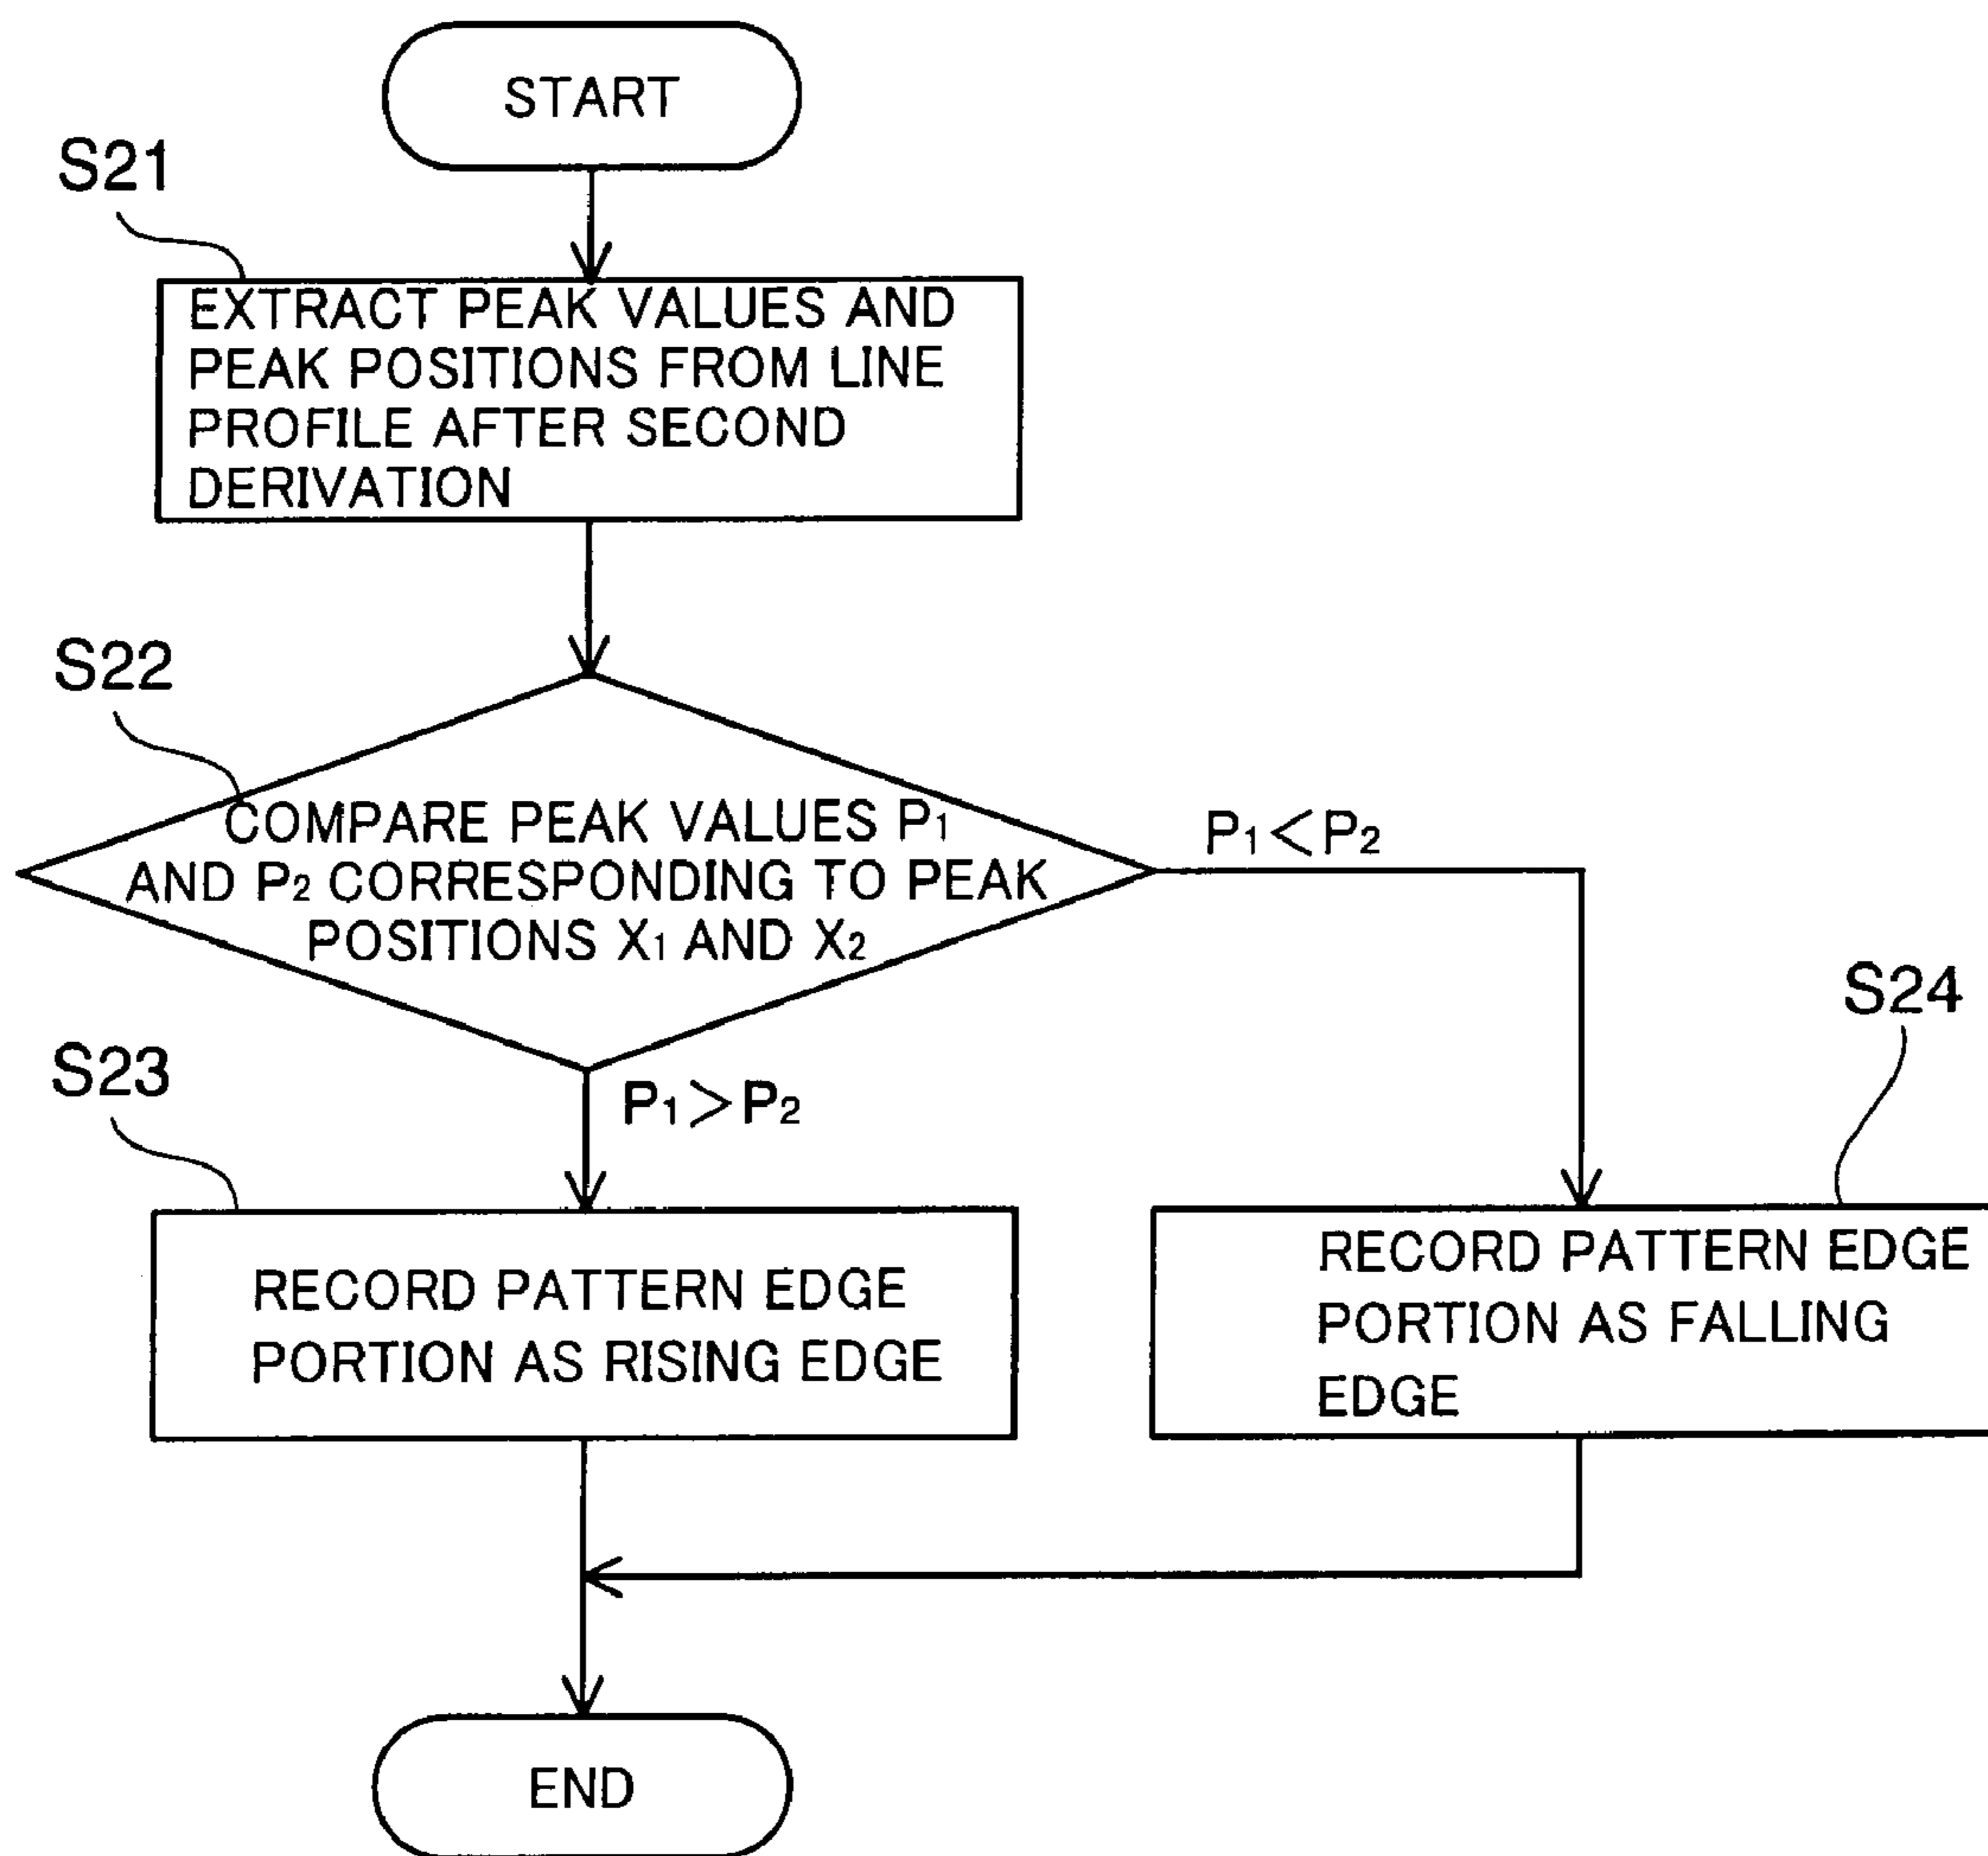 START
S21
EXTRACT PEAK VALUES AND
PEAK POSITIONS FROM LINE
PROFILE AFTER SECOND
DERIVATION
S22
COMPARE PEAK VALUES P1
AND P2 CORRESPONDING TO PEAK
POSITIONS X1 AND X2
P1<P2
P1>P2
S23
RECORD PATTERN EDGE
PORTION AS RISING EDGE
S24
RECORD PATTERN EDGE
PORTION AS FALLING
EDGE
END